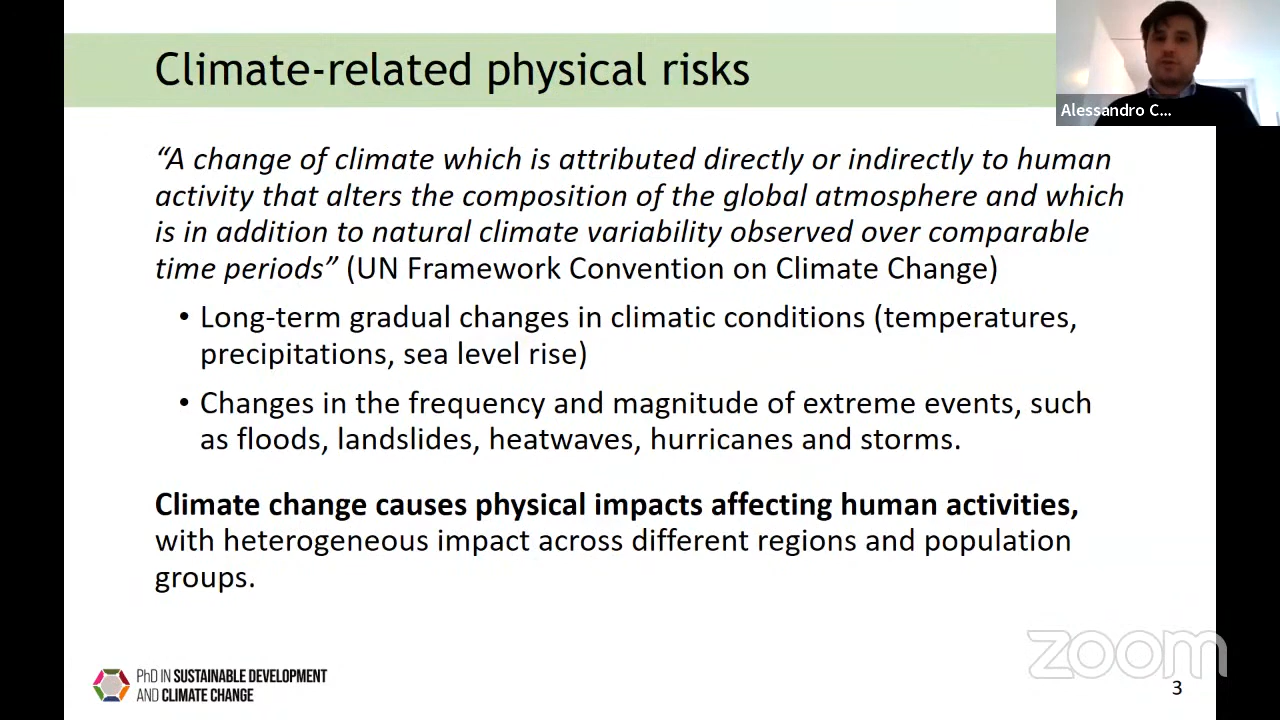 Climate-related physical risks
Alessandro C...
“A change of climate which is attributed directly or indirectly to human
activity that alters the composition of the global atmosphere and which
is in addition to natural climate variability observed over comparable
time periods” (UN Framework Convention on Climate Change)
• Long-term gradual changes in climatic conditions (temperatures,
precipitations, sea level rise)
• Changes in the frequency and magnitude of extreme events, such
as floods, landslides, heatwaves, hurricanes and storms.
Climate change causes physical impacts affecting human activities,
with heterogeneous impact across different regions and population
groups.
zoom
PhD IN SUSTAINABLE DEVELOPMENT
AND CLIMATE CHANGE
3